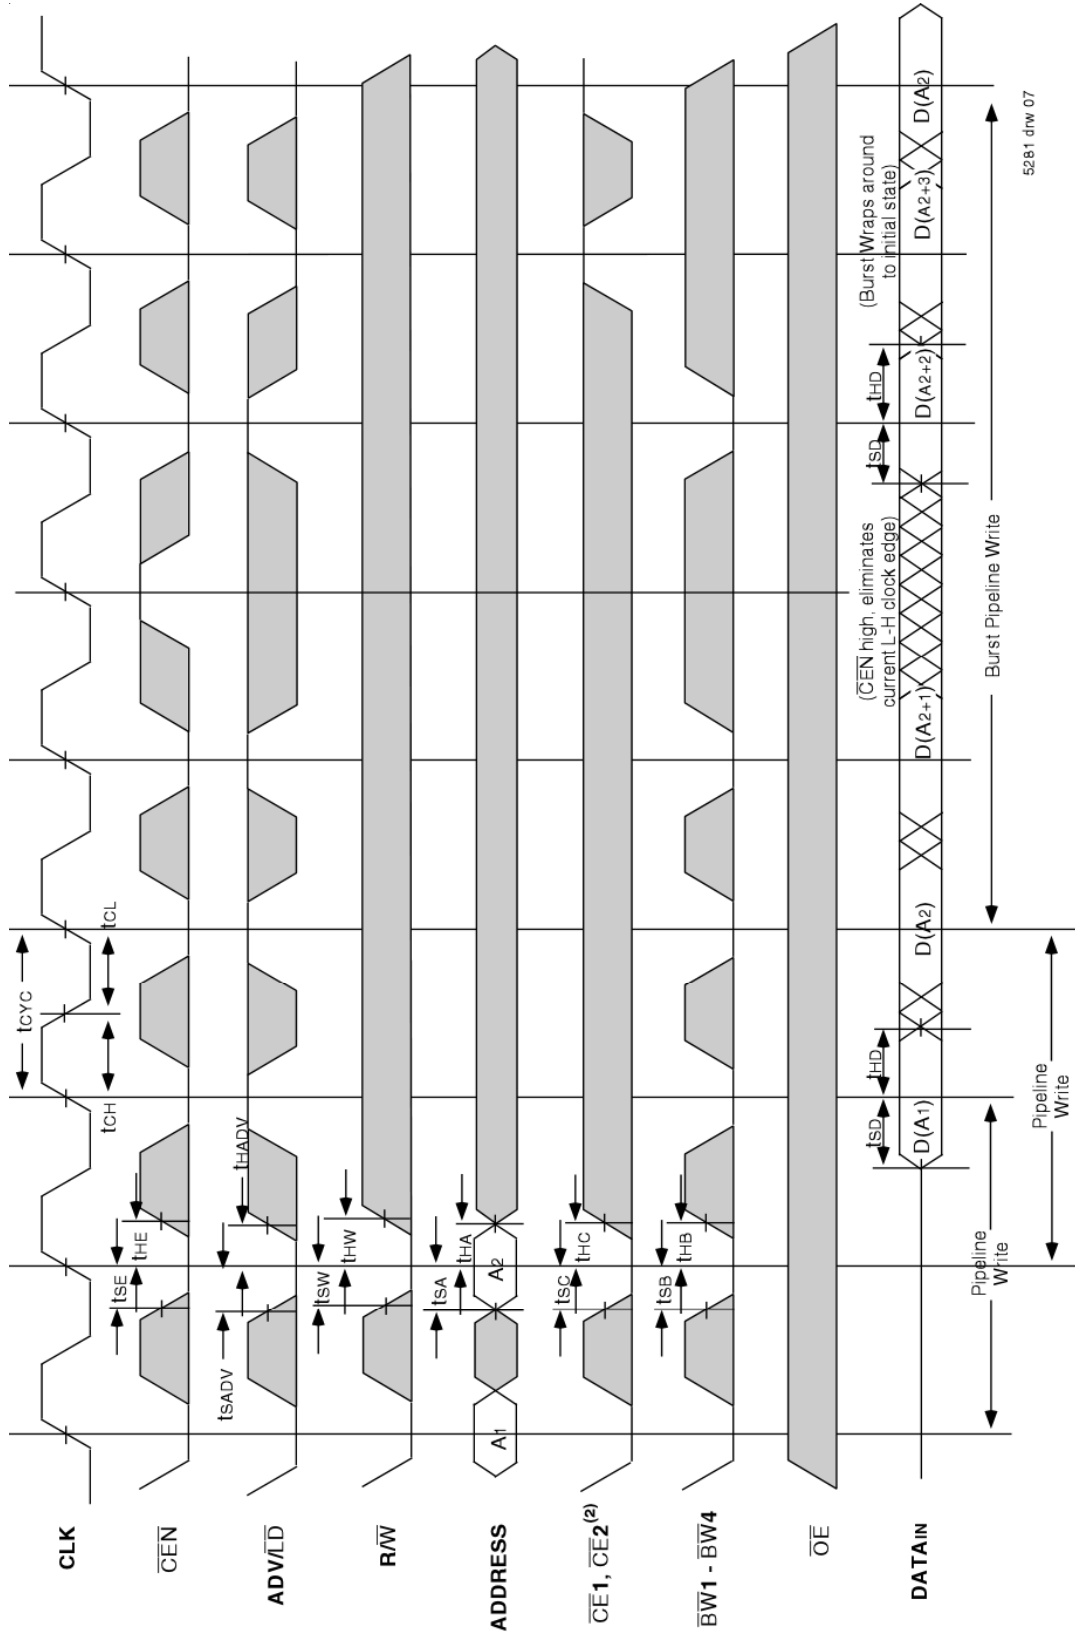 CLK
tCYC
tCH
tCL
CEN
tSE
tHE
ADV/LD
tSADV
tHADV
R/W
tSW
tHW
ADDRESS
A1
A2
tSA
tHA
CE1, CE2(2)
tSC
tHC
BW1 - BW4
tSB
tHB
OE
DATAIN
tSD
tHD
(CEN high, eliminates
current L-H clock edge)
tSD
tHD
(Burst Wraps around
to initial state)
D(A1)
D(A2)
D(A2+1)
D(A2+2)
D(A2+3)
D(A2)
Pipeline
Write
Burst Pipeline Write
Pipeline
Write
5281 drw 07